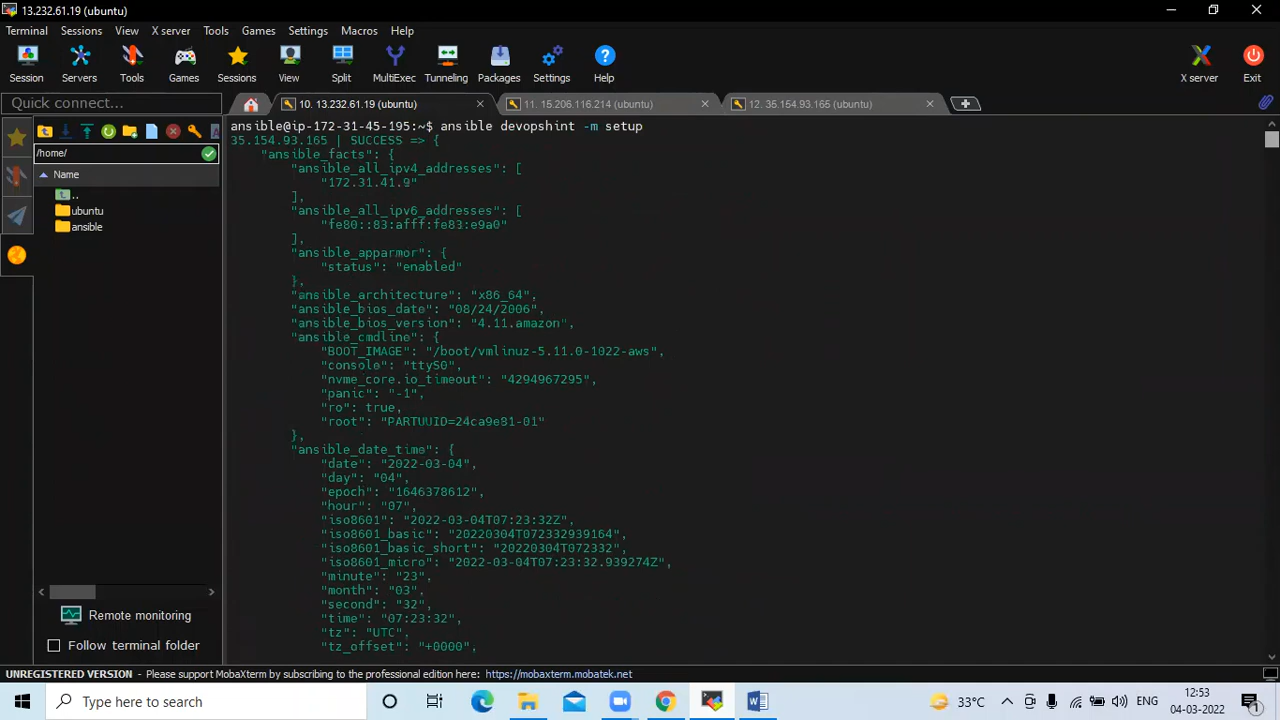 13.232.61.19 (ubuntu)
Terminal Sessions View X server Tools Games Settings Macros Help
Session Servers Tools Games Sessions View Split MultiExec Tunneling Packages Settings Help X server Exit
Quick connect... 10. 13.232.61.19 (ubuntu) 11. 15.206.116.214 (ubuntu) 12. 35.154.93.165 (ubuntu)
/home/
Name
..
ubuntu
ansible
Remote monitoring
Follow terminal folder
ansible@ip-172-31-45-195:~$ ansible devopshint -m setup
35.154.93.165 | SUCCESS => {
"ansible_facts": {
"ansible_all_ipv4_addresses": [
"172.31.41.9"
],
"ansible_all_ipv6_addresses": [
"fe80::83:afff:fe83:e9a0"
],
"ansible_apparmor": {
"status": "enabled"
},
"ansible_architecture": "x86_64",
"ansible_bios_date": "08/24/2006",
"ansible_bios_version": "4.11.amazon",
"ansible_cmdline": {
"BOOT_IMAGE": "/boot/vmlinuz-5.11.0-1022-aws",
"console": "ttyS0",
"nvme_core.io_timeout": "4294967295",
"panic": "-1",
"ro": true,
"root": "PARTUUID=24ca9e81-01"
},
"ansible_date_time": {
"date": "2022-03-04",
"day": "04",
"epoch": "1646378612",
"hour": "07",
"iso8601": "2022-03-04T07:23:32Z",
"iso8601_basic": "20220304T072332939164",
"iso8601_basic_short": "20220304T072332",
"iso8601_micro": "2022-03-04T07:23:32.939274Z",
"minute": "23",
"month": "03",
"second": "32",
"time": "07:23:32",
"tz": "UTC",
"tz_offset": "+0000",
UNREGISTERED VERSION - Please support MobaXterm by subscribing to the professional edition here: https://mobaxterm.mobatek.net
Type here to search
33°C
ENG
12:53
04-03-2022
1